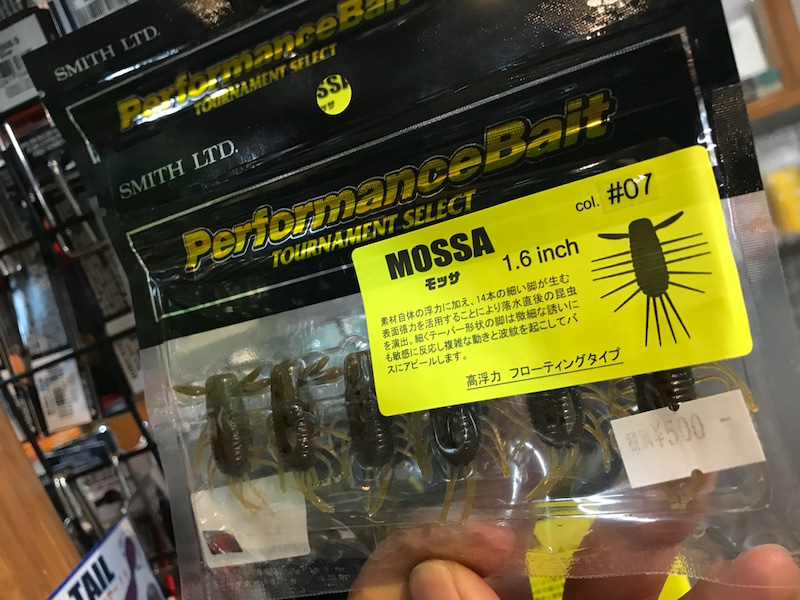 SMITH LTD.
PerformanceBait
TOURNAMENT SELECT
SSA
モッサ
SMITH LTD.
PerformanceBait
TOURNAMENT SELECT
col. #07
MOSSA
モッサ
1.6 inch
素材自体の浮力に加え、14本の細い脚が生む
表面張力を活用することにより落水直後の昆虫
を演出。細くテーパー形状の脚は微細な誘いに
も敏感に反応し複雑な動きと波紋を起こしてバ
スにアピールします。
高浮力 フローティングタイプ
¥500
TAIL